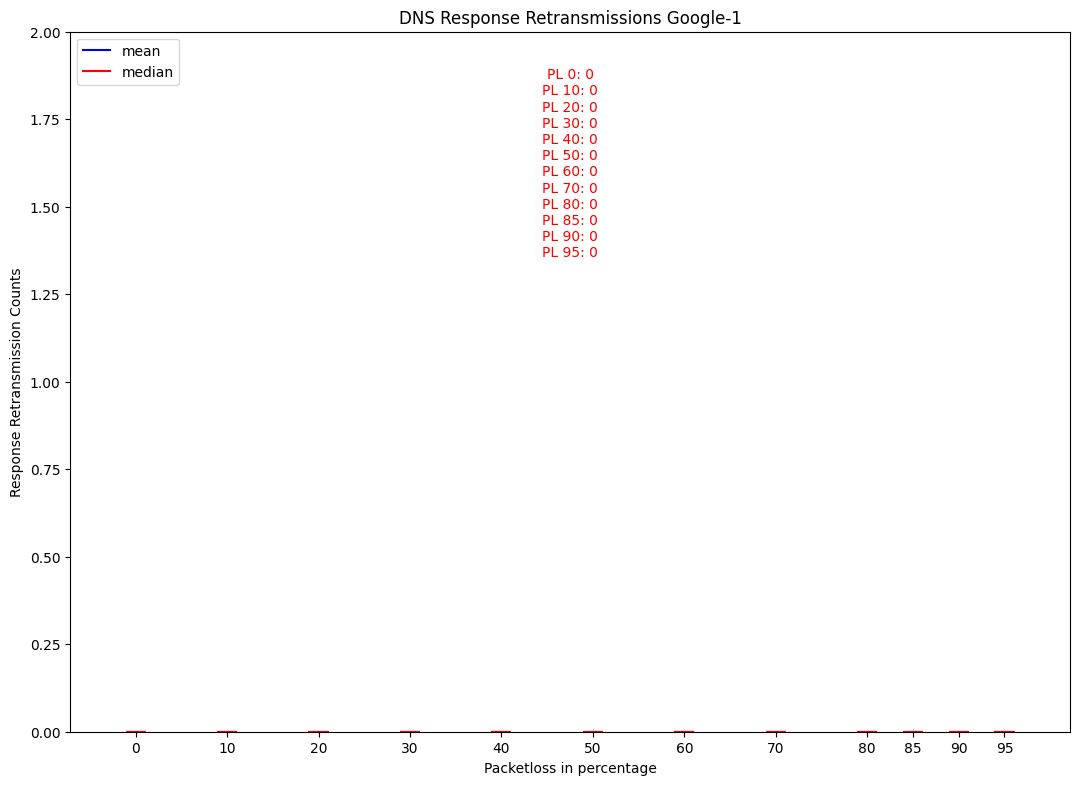 DNS Response Retransmissions Google-1
mean
median
PL 0: 0
PL 10: 0
PL 20: 0
PL 30: 0
PL 40: 0
PL 50: 0
PL 60: 0
PL 70: 0
PL 80: 0
PL 85: 0
PL 90: 0
PL 95: 0
2.00
1.75
1.50
1.25
1.00
0.75
0.50
0.25
0.00
Response Retransmission Counts
0 10 20 30 40 50 60 70 80 85 90 95
Packetloss in percentage